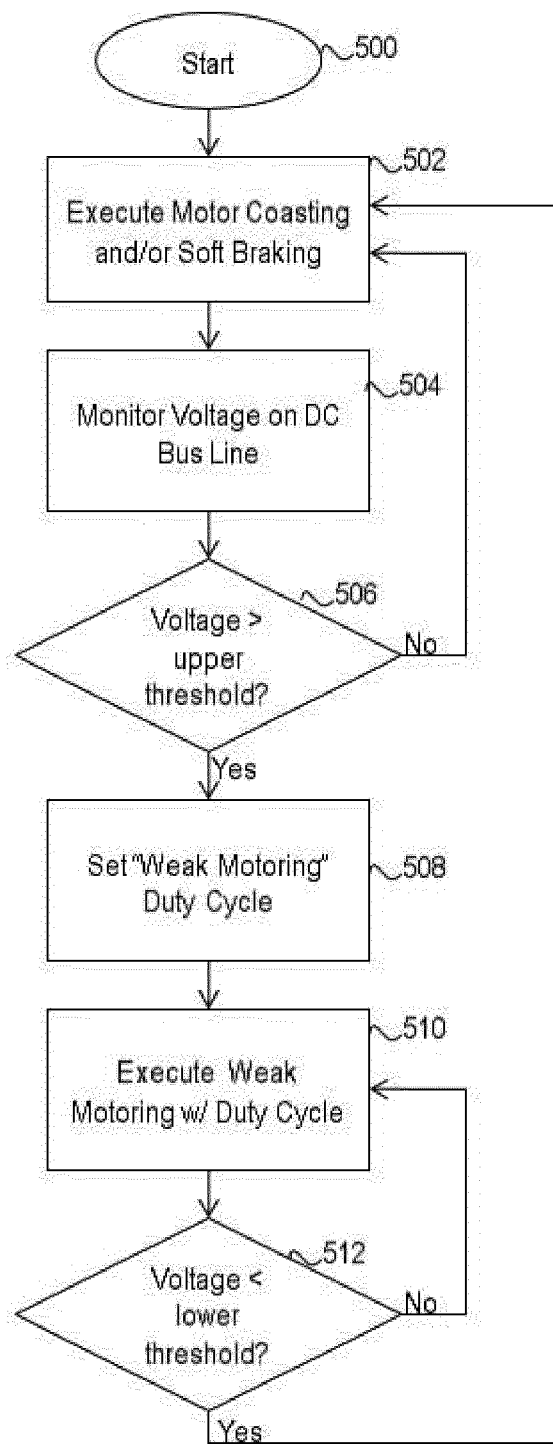 Start
500
502
Execute Motor Coasting
and/or Soft Braking
504
Monitor Voltage on DC
Bus Line
506
Voltage >
upper
threshold?
No
Yes
Set "Weak Motoring"
Duty Cycle
508
510
Execute Weak
Motoring w/ Duty Cycle
512
Voltage <
lower
threshold?
No
Yes